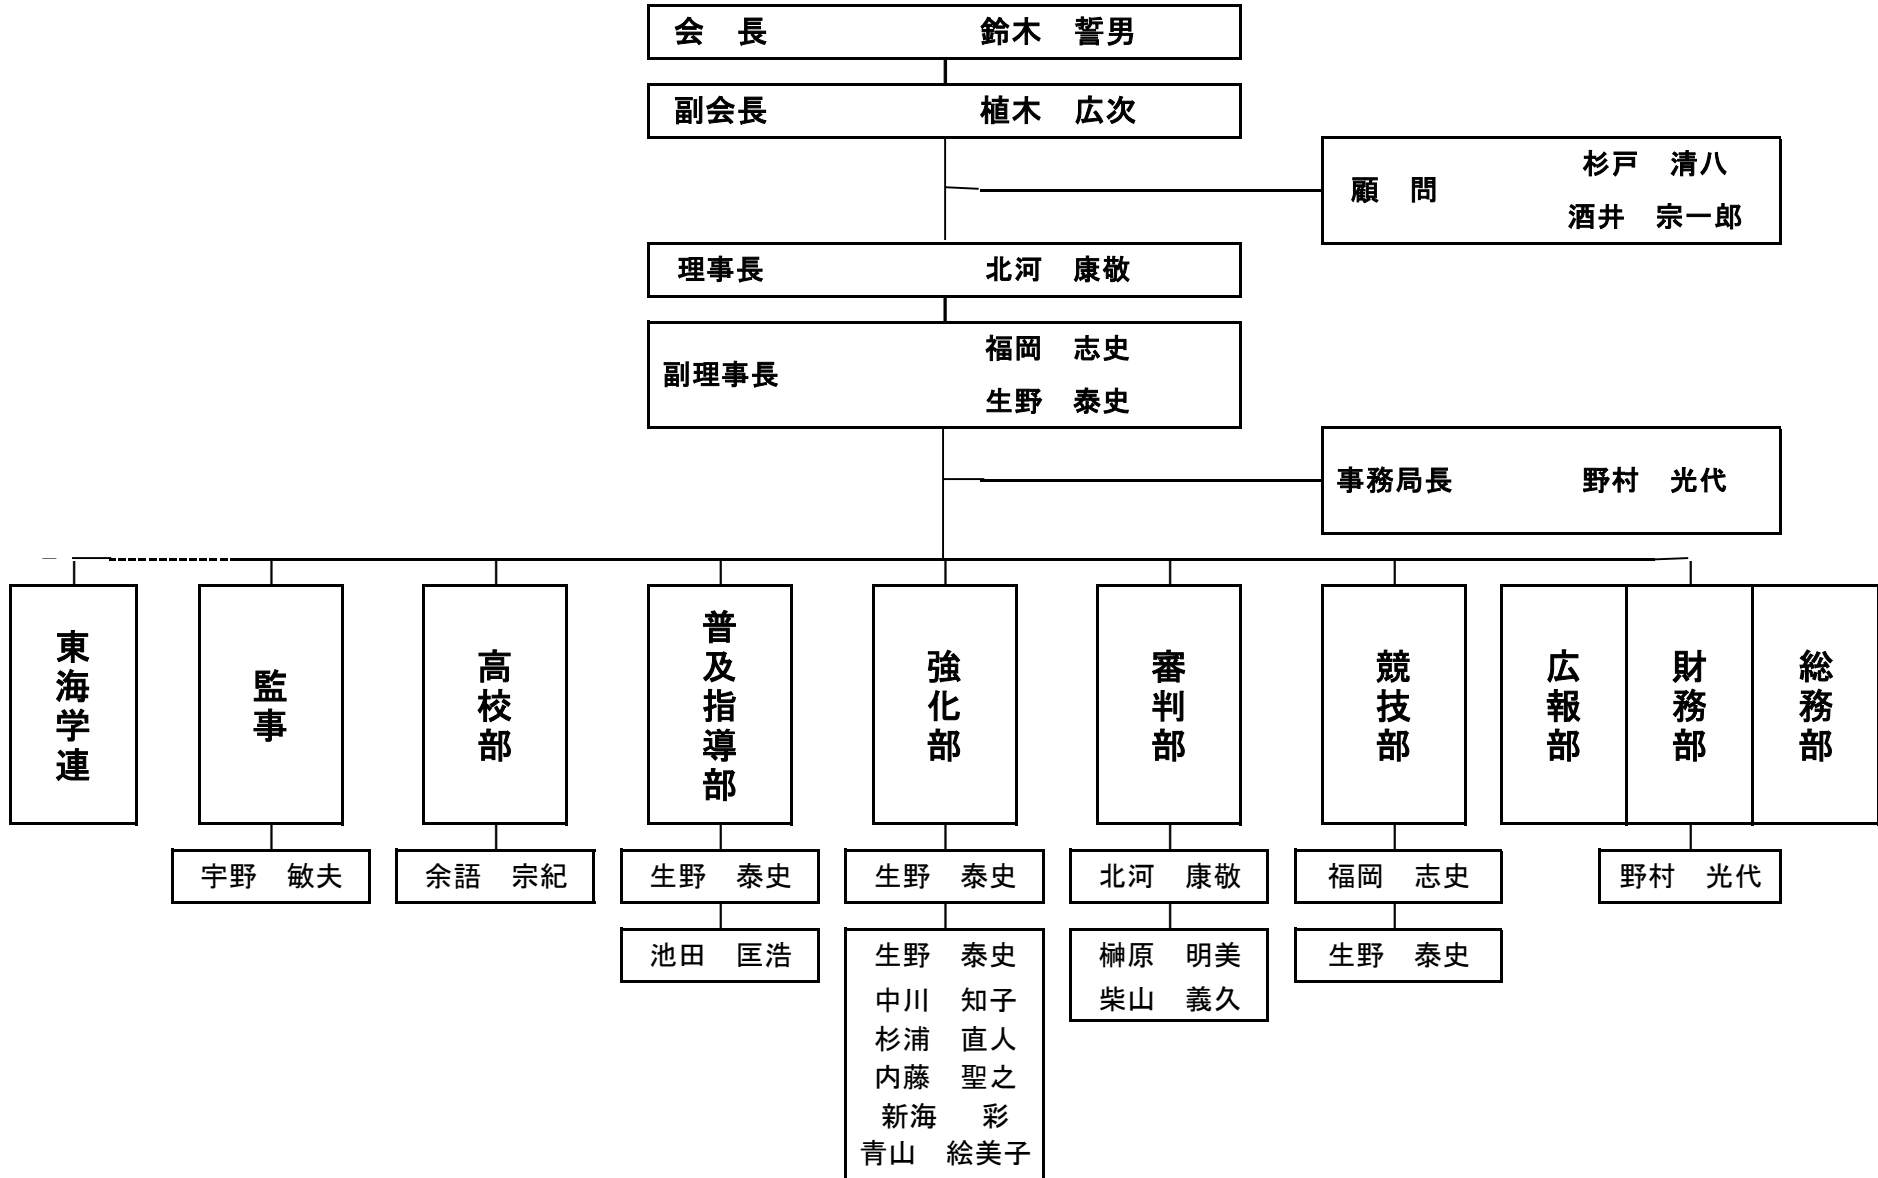 会　長　鈴木　誓男
副会長　植木　広次
顧　問　杉戸　清八
酒井　宗一郎
理事長　北河　康敬
副理事長　福岡　志史
生野　泰史
事務局長　野村　光代
東海学連
監事
高校部
普及指導部
強化部
審判部
競技部
広報部
財務部
総務部
宇野　敏夫
余語　宗紀
生野　泰史
生野　泰史
北河　康敬
福岡　志史
野村　光代
池田　匡浩
生野　泰史
中川　知子
杉浦　直人
内藤　聖之
新海　彩
青山　絵美子
榊原　明美
柴山　義久
生野　泰史